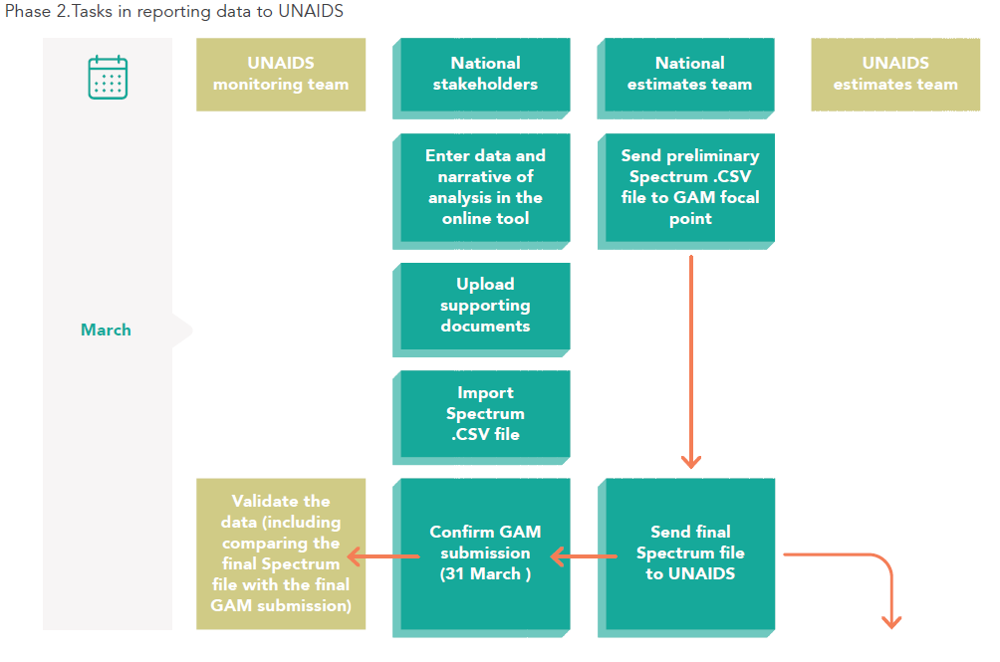 Phase 2.Tasks in reporting data to UNAIDS
UNAIDS
monitoring team
National
stakeholders
National
estimates team
UNAIDS
estimates team
Enter data and
narrative of
analysis in the
online tool
Send preliminary
Spectrum .CSV
file to GAM focal
point
Upload
supporting
documents
March
Import
Spectrum
.CSV file
Validate the
data (including
comparing the
final Spectrum
file with the final
GAM submission)
Confirm GAM
submission
(31 March )
Send final
Spectrum file
to UNAIDS